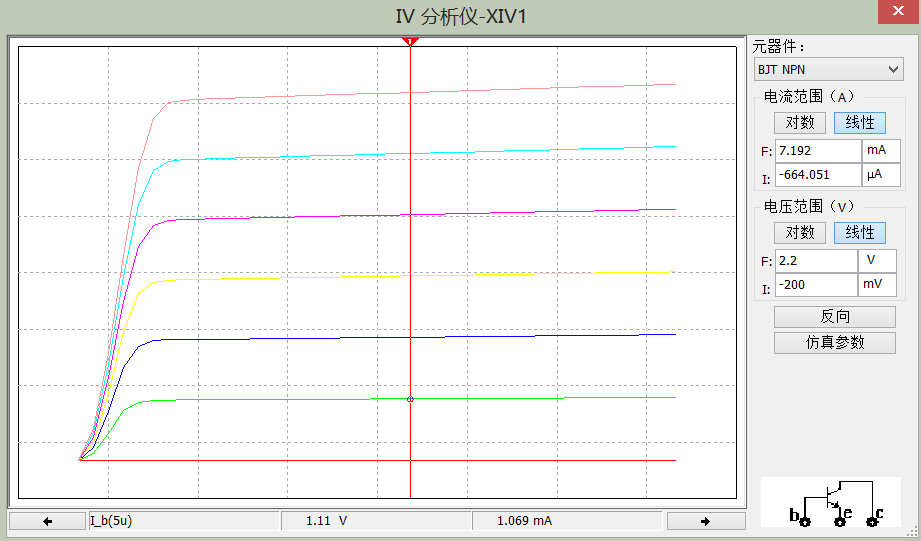 IV 分析仪-XIV1
1
元器件：
BJT NPN
电流范围（A）
对数 线性
F: 7.192 mA
I: -664.051 µA
电压范围（V）
对数 线性
F: 2.2 V
I: -200 mV
反向
仿真参数
b e c
I_b(5u) 1.11 V 1.069 mA